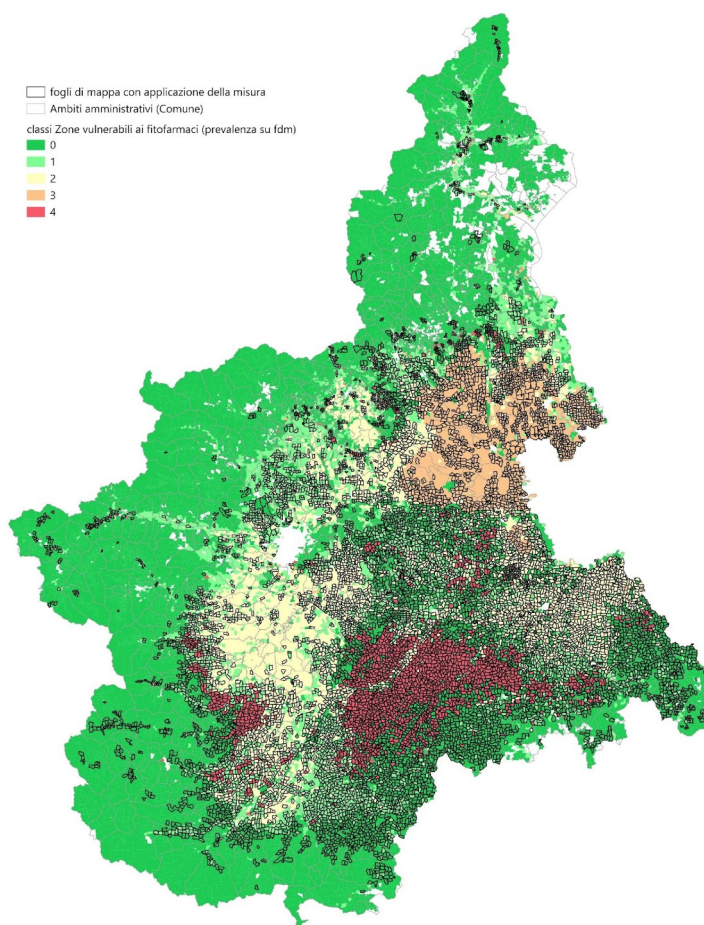 fogli di mappa con applicazione della misura
Ambiti amministrativi (Comune)
classi Zone vulnerabili ai fitofarmaci (prevalenza su fdm)
0
1
2
3
4